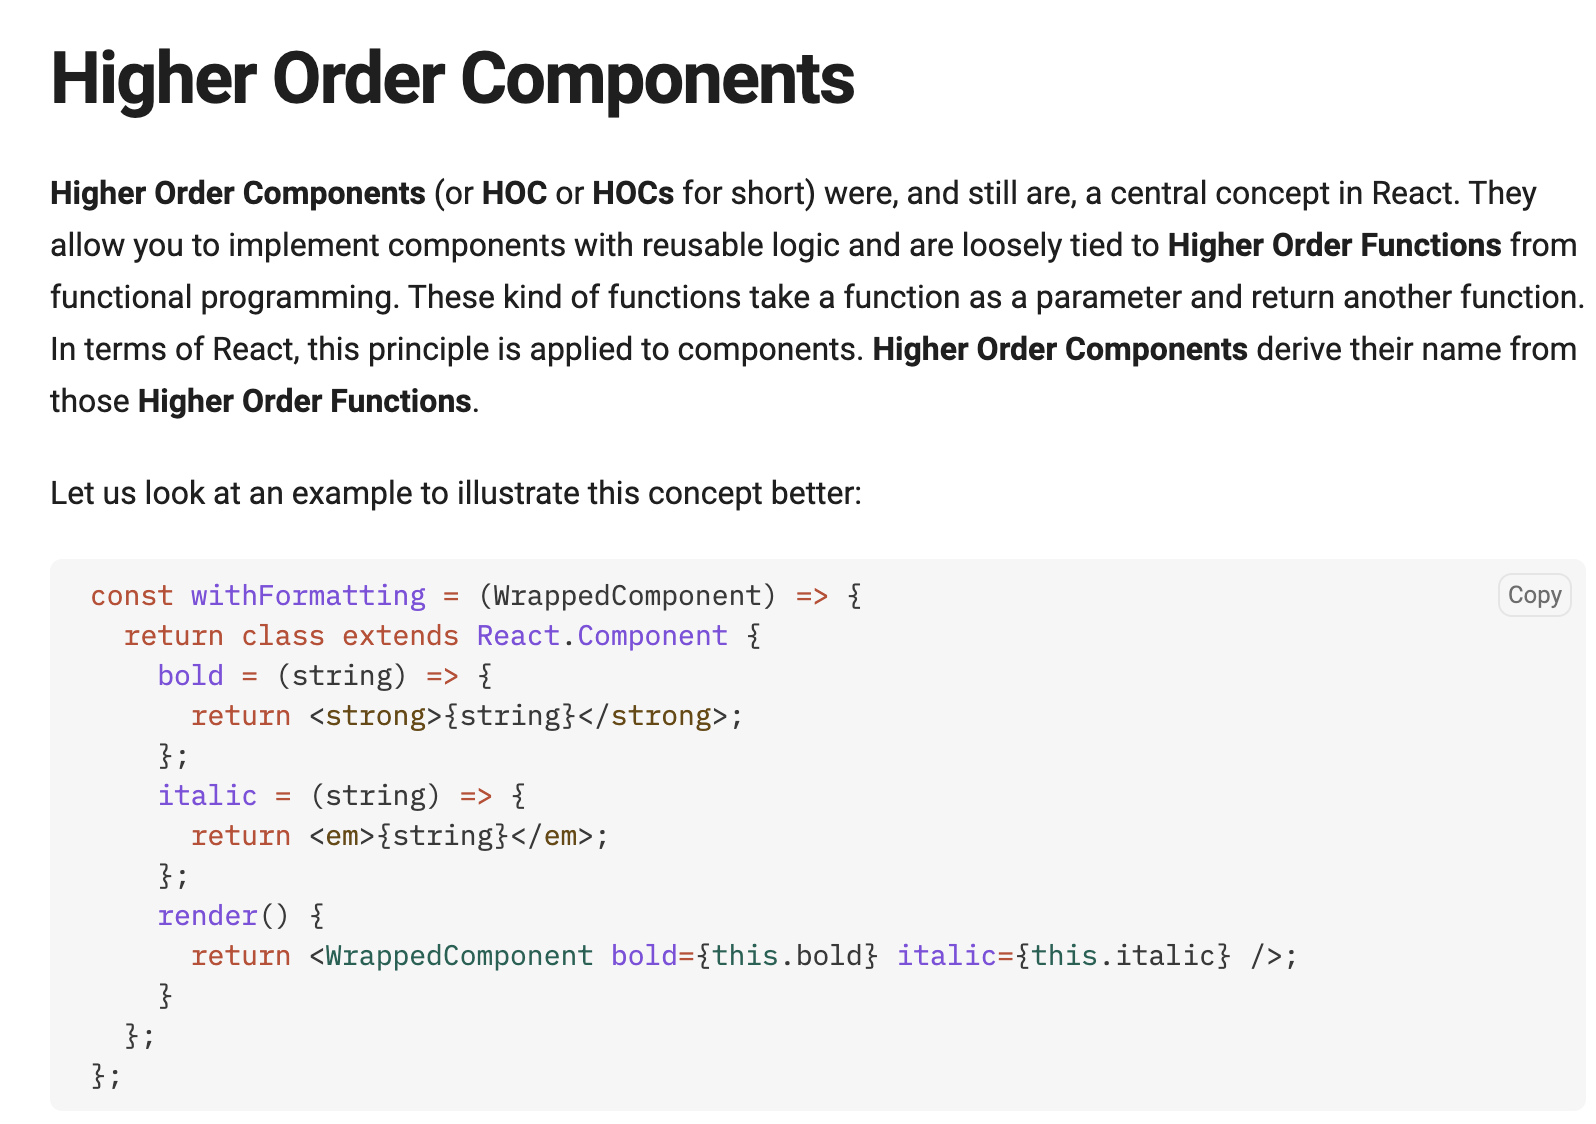 Higher Order Components
Higher Order Components (or HOC or HOCs for short) were, and still are, a central concept in React. They
allow you to implement components with reusable logic and are loosely tied to Higher Order Functions from
functional programming. These kind of functions take a function as a parameter and return another function.
In terms of React, this principle is applied to components. Higher Order Components derive their name from
those Higher Order Functions.
Let us look at an example to illustrate this concept better:
Copy
const withFormatting = (WrappedComponent) => {
  return class extends React.Component {
    bold = (string) => {
      return <strong>{string}</strong>;
    };
    italic = (string) => {
      return <em>{string}</em>;
    };
    render() {
      return <WrappedComponent bold={this.bold} italic={this.italic} />;
    }
  };
};